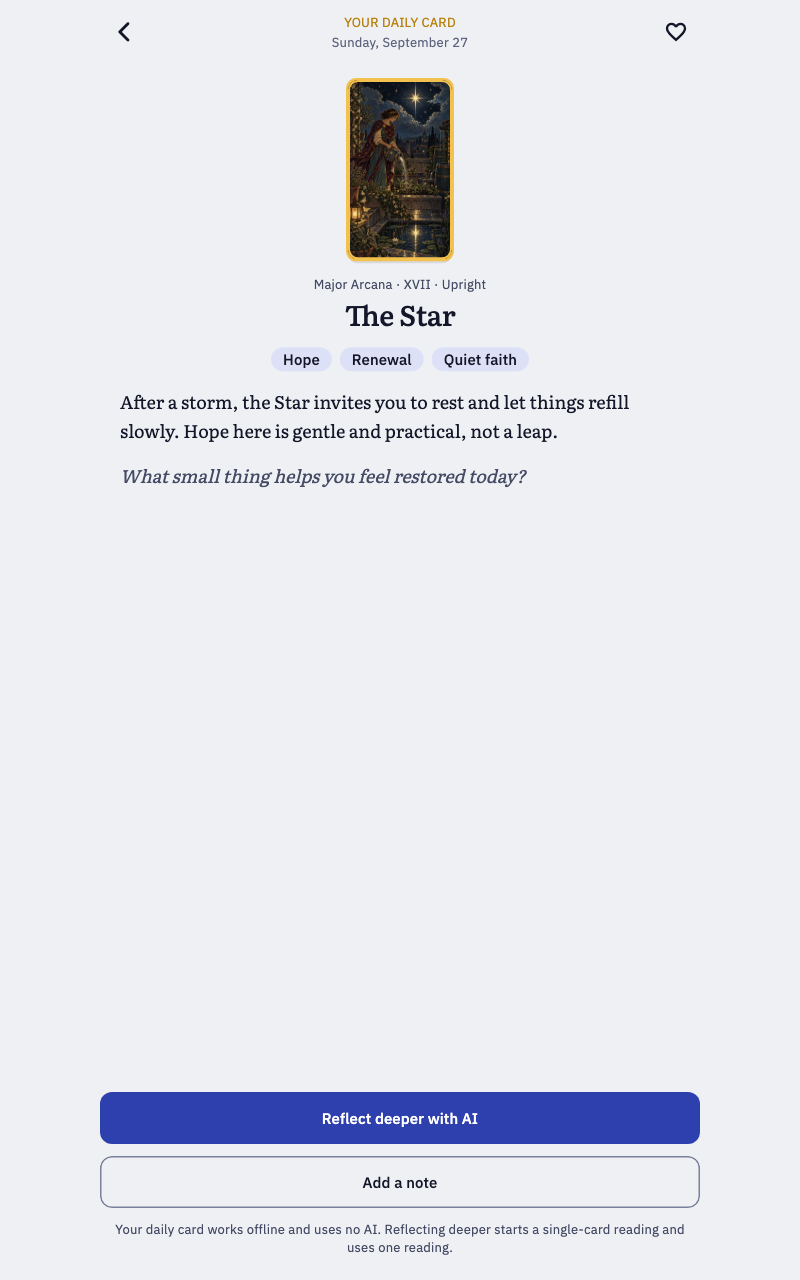 YOUR DAILY CARD
Sunday, September 27
Major Arcana · XVII · Upright
The Star
Hope Renewal Quiet faith
After a storm, the Star invites you to rest and let things refill
slowly. Hope here is gentle and practical, not a leap.
What small thing helps you feel restored today?
Reflect deeper with AI
Add a note
Your daily card works offline and uses no AI. Reflecting deeper starts a single-card reading and
uses one reading.